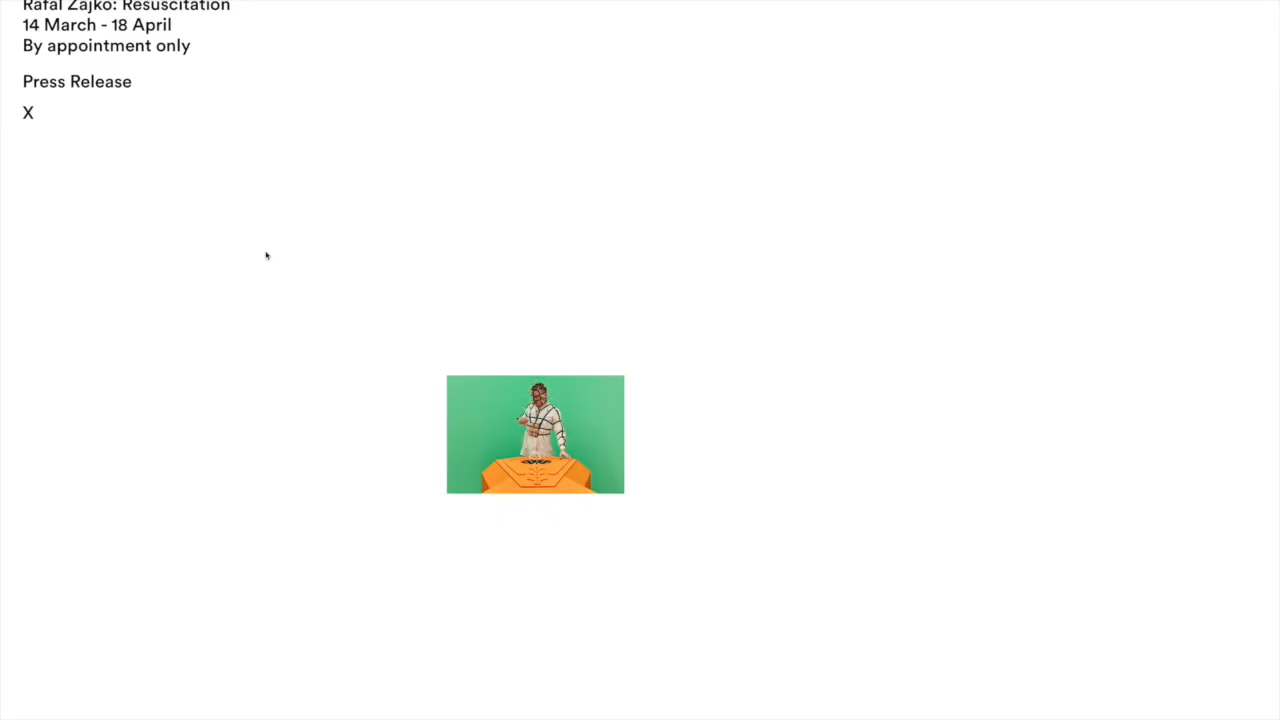 Rafał Zajko: Resuscitation
14 March - 18 April
By appointment only
Press Release
X